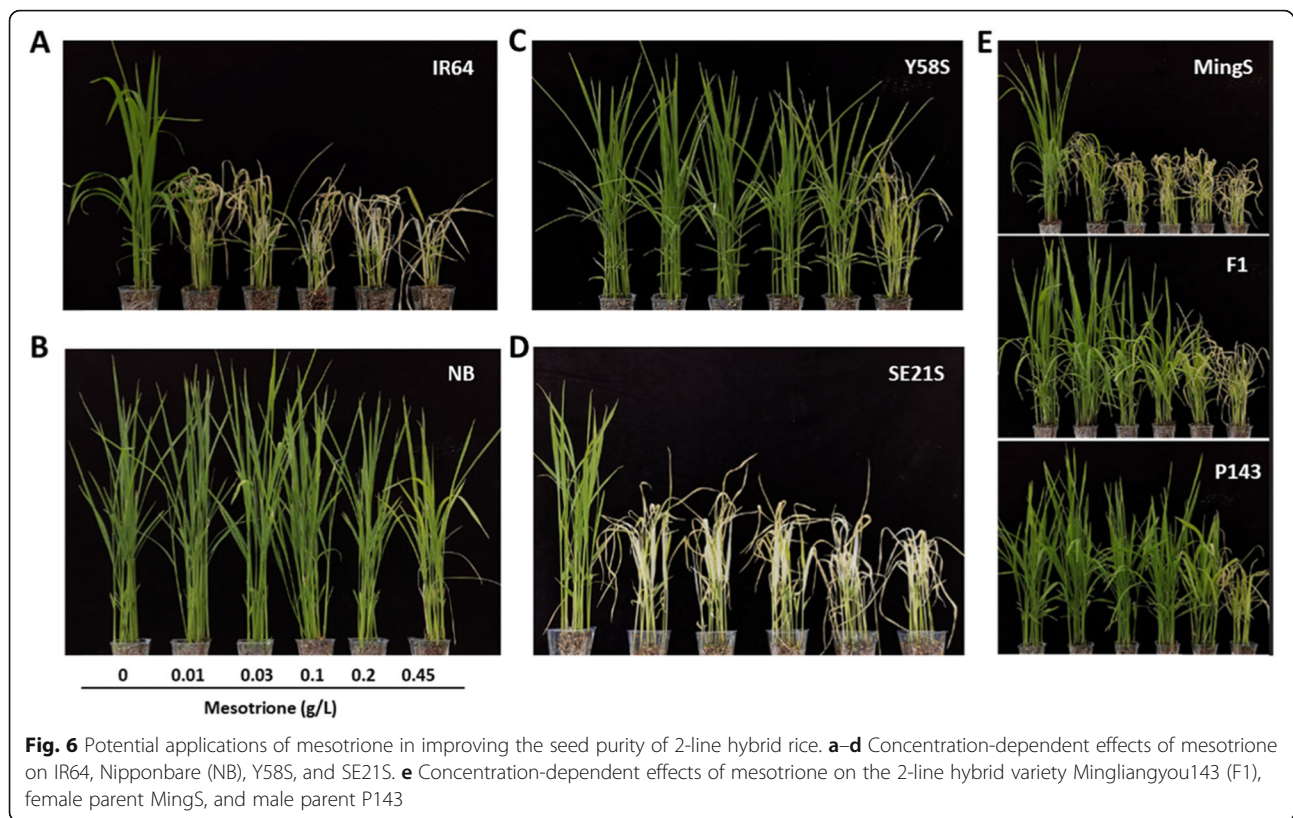 A
IR64
C
Y58S
E
MingS
B
NB
D
SE21S
F1
P143
0 0.01 0.03 0.1 0.2 0.45
Mesotrione (g/L)
Fig. 6 Potential applications of mesotrione in improving the seed purity of 2-line hybrid rice. a–d Concentration-dependent effects of mesotrione
on IR64, Nipponbare (NB), Y58S, and SE21S. e Concentration-dependent effects of mesotrione on the 2-line hybrid variety Mingliangyou143 (F1),
female parent MingS, and male parent P143